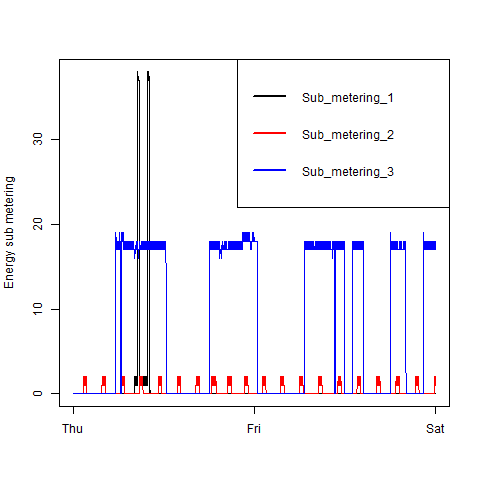 Sub_metering_1
Sub_metering_2
Sub_metering_3
Energy sub metering
30
20
10
0
Thu
Fri
Sat